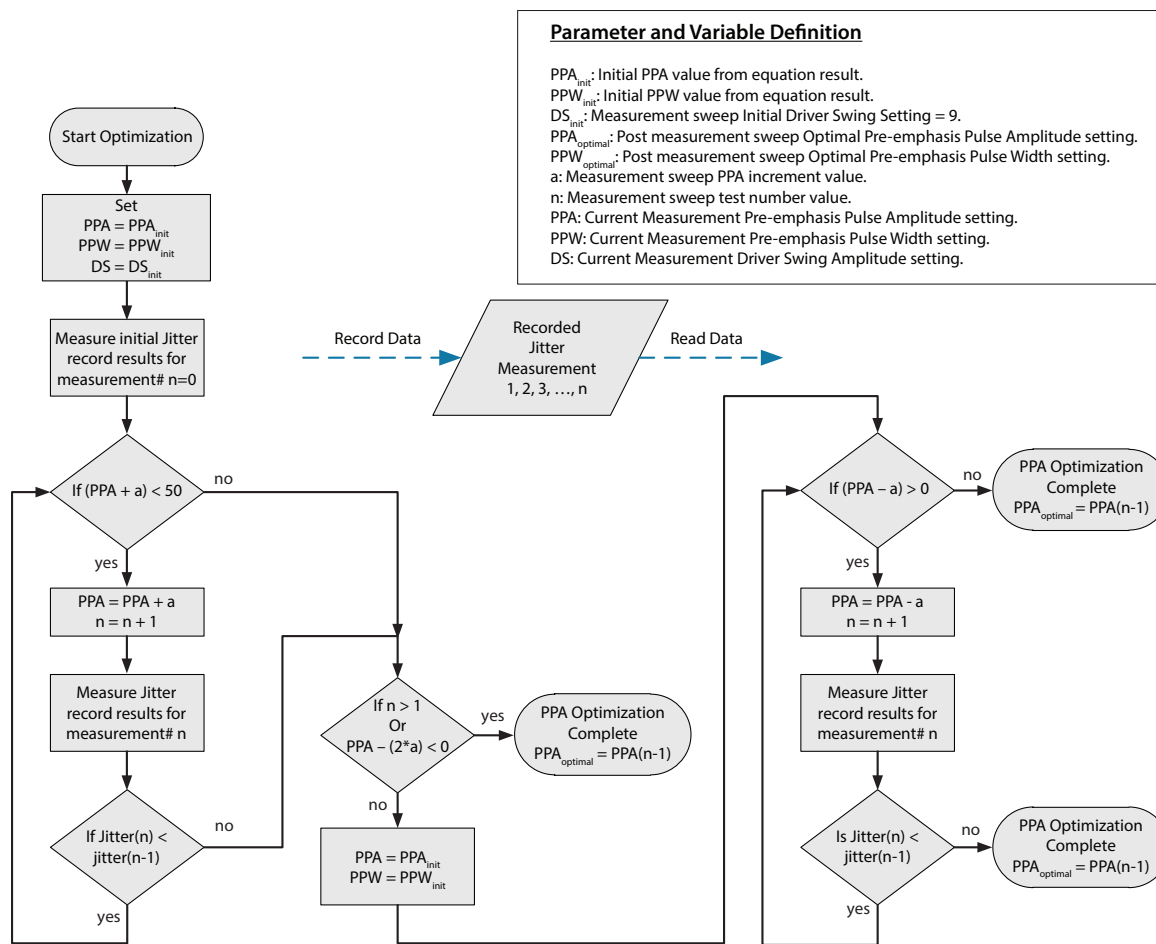 Parameter and Variable Definition
PPAinit: Initial PPA value from equation result.
PPWinit: Initial PPW value from equation result.
DSinit: Measurement sweep Initial Driver Swing Setting = 9.
PPAoptimal: Post measurement sweep Optimal Pre-emphasis Pulse Amplitude setting.
PPWoptimal: Post measurement sweep Optimal Pre-emphasis Pulse Width setting.
a: Measurement sweep PPA increment value.
n: Measurement sweep test number value.
PPA: Current Measurement Pre-emphasis Pulse Amplitude setting.
PPW: Current Measurement Pre-emphasis Pulse Width setting.
DS: Current Measurement Driver Swing Amplitude setting.
Start Optimization
Set
PPA = PPAinit
PPW = PPWinit
DS = DSinit
Measure initial Jitter
record results for
measurement# n=0
Record Data
Recorded
Jitter
Measurement
1, 2, 3, …, n
Read Data
If (PPA + a) < 50
no
yes
PPA = PPA + a
n = n + 1
Measure Jitter
record results for
measurement# n
If Jitter(n) <
jitter(n-1)
no
yes
If n > 1
Or
PPA – (2*a) < 0
yes
PPA Optimization
Complete
PPAoptimal = PPA(n-1)
no
PPA = PPAinit
PPW = PPWinit
If (PPA – a) > 0
no
PPA Optimization
Complete
PPAoptimal = PPA(n-1)
yes
PPA = PPA - a
n = n + 1
Measure Jitter
record results for
measurement# n
Is Jitter(n) <
jitter(n-1)
no
PPA Optimization
Complete
PPAoptimal = PPA(n-1)
yes